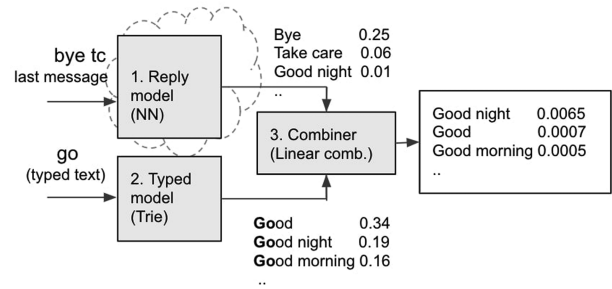 bye tc
last message
1. Reply
model
(NN)
Bye 0.25
Take care 0.06
Good night 0.01
..
go
(typed text)
2. Typed
model
(Trie)
3. Combiner
(Linear comb.)
Good night 0.0065
Good 0.0007
Good morning 0.0005
..
Good 0.34
Good night 0.19
Good morning 0.16
..